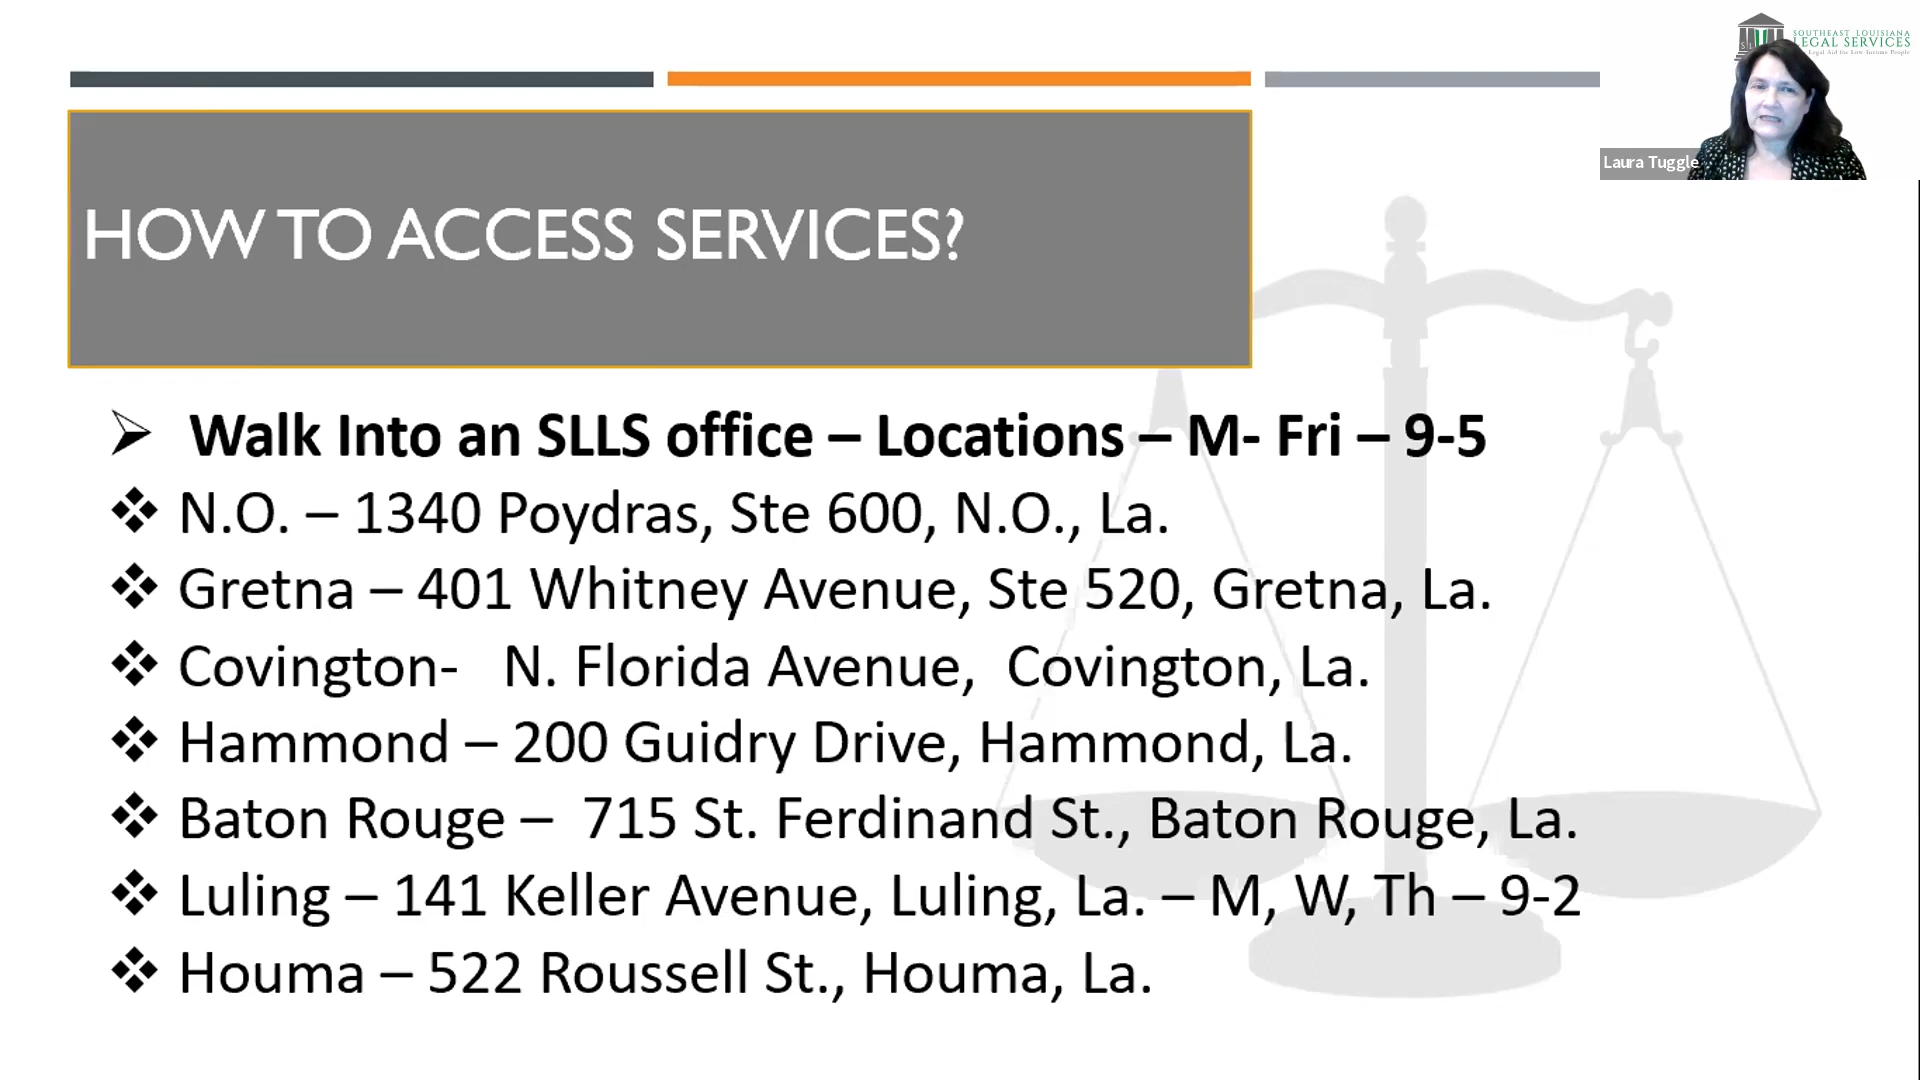 SOUTHEAST LOUISIANA
LEGAL SERVICES
Legal Aid for Low-Income People
Laura Tuggle
HOW TO ACCESS SERVICES?
Walk Into an SLLS office – Locations – M- Fri – 9-5
N.O. – 1340 Poydras, Ste 600, N.O., La.
Gretna – 401 Whitney Avenue, Ste 520, Gretna, La.
Covington- N. Florida Avenue, Covington, La.
Hammond – 200 Guidry Drive, Hammond, La.
Baton Rouge – 715 St. Ferdinand St., Baton Rouge, La.
Luling – 141 Keller Avenue, Luling, La. – M, W, Th – 9-2
Houma – 522 Roussell St., Houma, La.